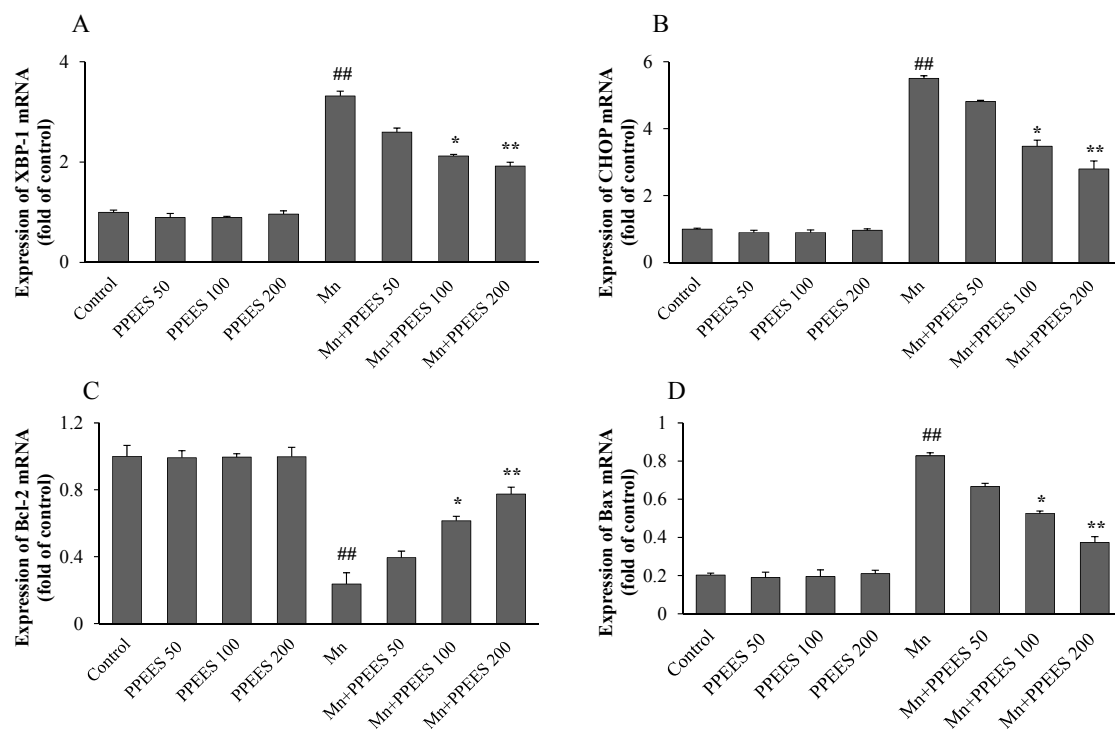 A
Expression of XBP-1 mRNA
(fold of control)
4
2
0
##
*
**
Control
PPEES 50
PPEES 100
PPEES 200
Mn
Mn+PPEES 50
Mn+PPEES 100
Mn+PPEES 200
B
Expression of CHOP mRNA
(fold of control)
6
4
2
0
##
*
**
Control
PPEES 50
PPEES 100
PPEES 200
Mn
Mn+PPEES 50
Mn+PPEES 100
Mn+PPEES 200
C
Expression of Bcl-2 mRNA
(fold of control)
1.2
0.8
0.4
0
##
*
**
Control
PPEES 50
PPEES 100
PPEES 200
Mn
Mn+PPEES 50
Mn+PPEES 100
Mn+PPEES 200
D
Expression of Bax mRNA
(fold of control)
1
0.8
0.6
0.4
0.2
0
##
*
**
Control
PPEES 50
PPEES 100
PPEES 200
Mn
Mn+PPEES 50
Mn+PPEES 100
Mn+PPEES 200